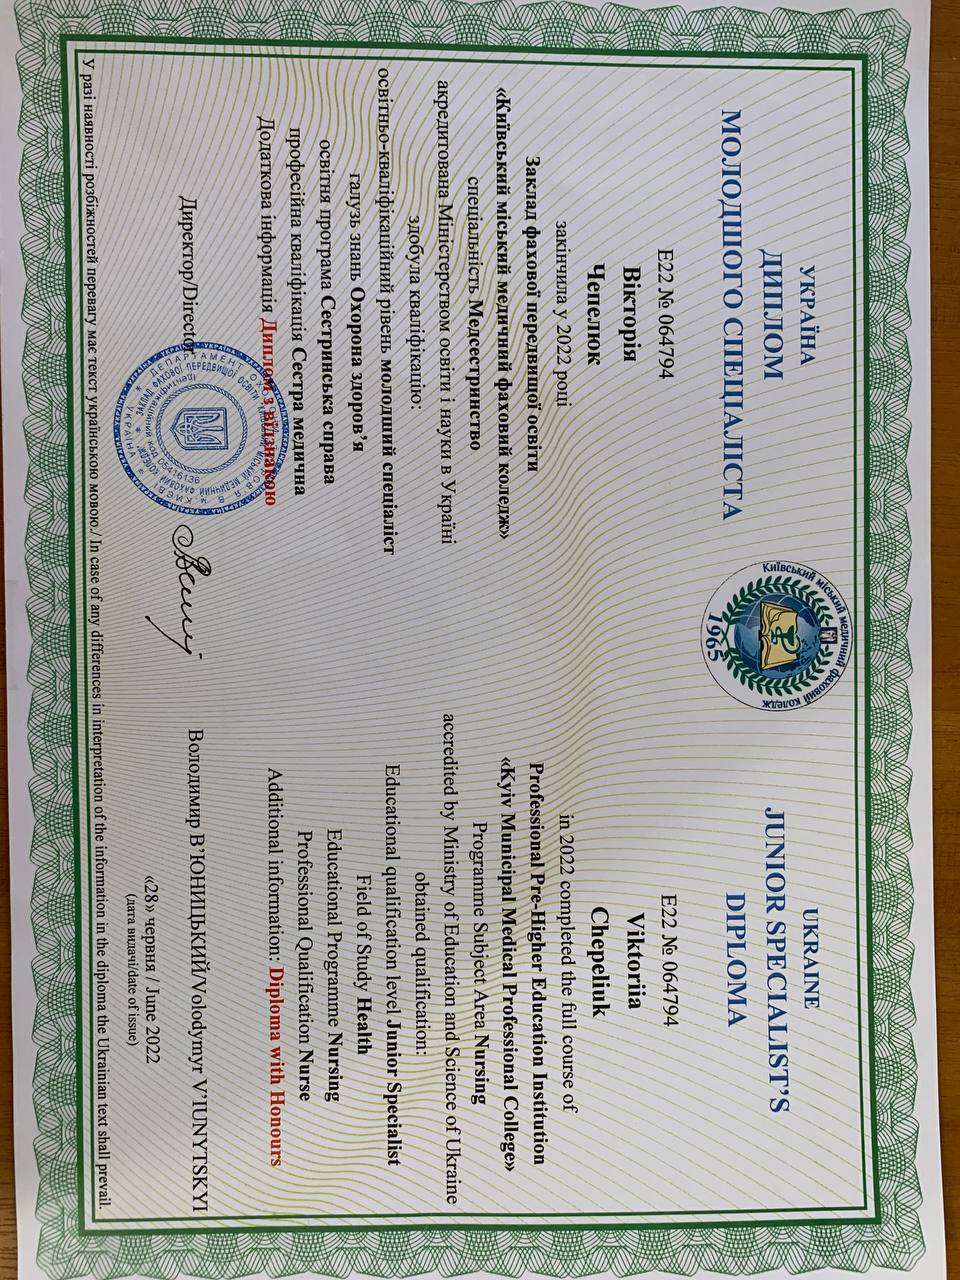 УКРАЇНА
ДИПЛОМ
МОЛОДШОГО СПЕЦІАЛІСТА
E22 № 064794
Вікторія
Чепелюк
закінчила у 2022 році
Заклад фахової передвищої освіти
«Київський міський медичний фаховий коледж»
спеціальність Медсестринство
акредитована Міністерством освіти і науки в Україні
здобула кваліфікацію:
освітньо-кваліфікаційний рівень молодший спеціаліст
галузь знань Охорона здоров’я
освітня програма Сестринська справа
професійна кваліфікація Сестра медична
Додаткова інформація Диплом з відзнакою
Київський міський медичний фаховий коледж
1965
UKRAINE
JUNIOR SPECIALIST’S
DIPLOMA
E22 № 064794
Viktoriia
Chepeliuk
in 2022 completed the full course of
Professional Pre-Higher Education Institution
«Kyiv Municipal Medical Professional College»
Programme Subject Area Nursing
accredited by Ministry of Education and Science of Ukraine
obtained qualification:
Educational qualification level Junior Specialist
Field of Study Health
Educational Programme Nursing
Professional Qualification Nurse
Additional information: Diploma with Honours
Директор/Director
Володимир В’ЮНИЦЬКИЙ/Volodymyr V’IUNYTSKYI
«28» червня / June 2022
(дата видачі/date of issue)
У разі наявності розбіжностей перевагу має текст українською мовою./ In case of any differences in interpretation of the information in the diploma the Ukrainian text shall prevail.